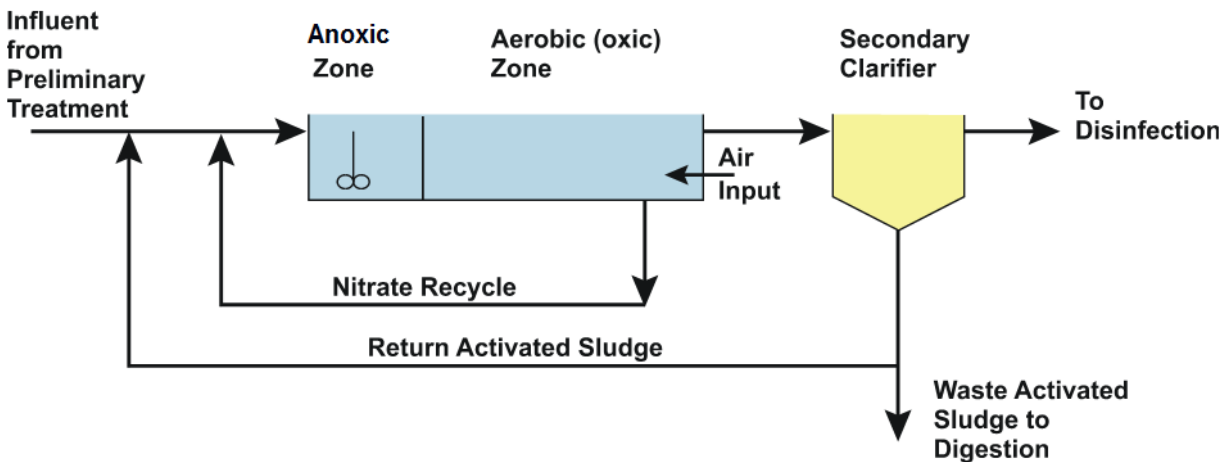 Influent
from
Preliminary
Treatment
Anoxic
Zone
Aerobic (oxic)
Zone
Secondary
Clarifier
To
Disinfection
Air
Input
Nitrate Recycle
Return Activated Sludge
Waste Activated
Sludge to
Digestion